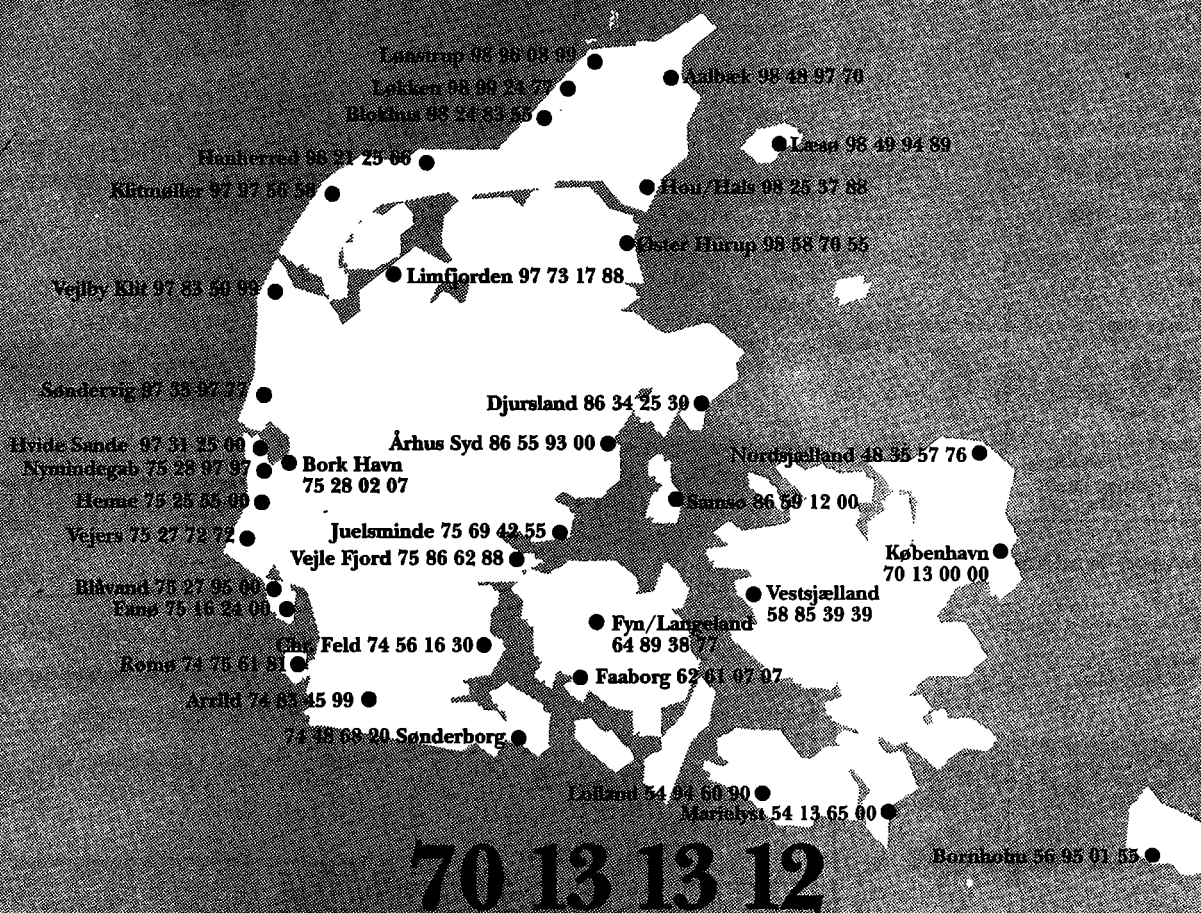 Lønstrup 98 96 08 99
Aalbæk 98 48 97 70
Løkken 98 99 24 77
Blokhus 98 24 83 55
Læsø 98 49 94 89
Hanherred 98 21 25 66
Hou/Hals 98 25 37 88
Klitmøller 97 97 56 58
Øster Hurup 98 58 76 55
Limfjorden 97 73 17 88
Vejlby Klit 97 83 50 99
Søndervig 97 33 97 77
Djursland 86 34 25 39
Århus Syd 86 55 93 00
Hvide Sande 97 31 25 00
Nordsjælland 48 35 57 76
Nymindegab 75 28 97 97
Bork Havn
75 28 02 07
Henne 75 25 55 00
Samsø 86 59 12 00
Vejers 75 27 72 72
Juelsminde 75 69 42 55
Vejle Fjord 75 86 62 88
København
70 13 00 00
Blåvand 75 27 95 00
Vestsjælland
58 85 39 39
Fanø 75 16 24 00
Fyn/Langeland
64 89 38 77
Chr. Feld 74 56 16 30
Rømø 74 75 61 81
Faaborg 62 61 07 07
Arrild 74 83 45 99
74 48 68 20 Sønderborg
Lolland 54 94 60 90
Marielyst 54 13 65 00
Bornholm 56 95 01 55
70 13 13 12